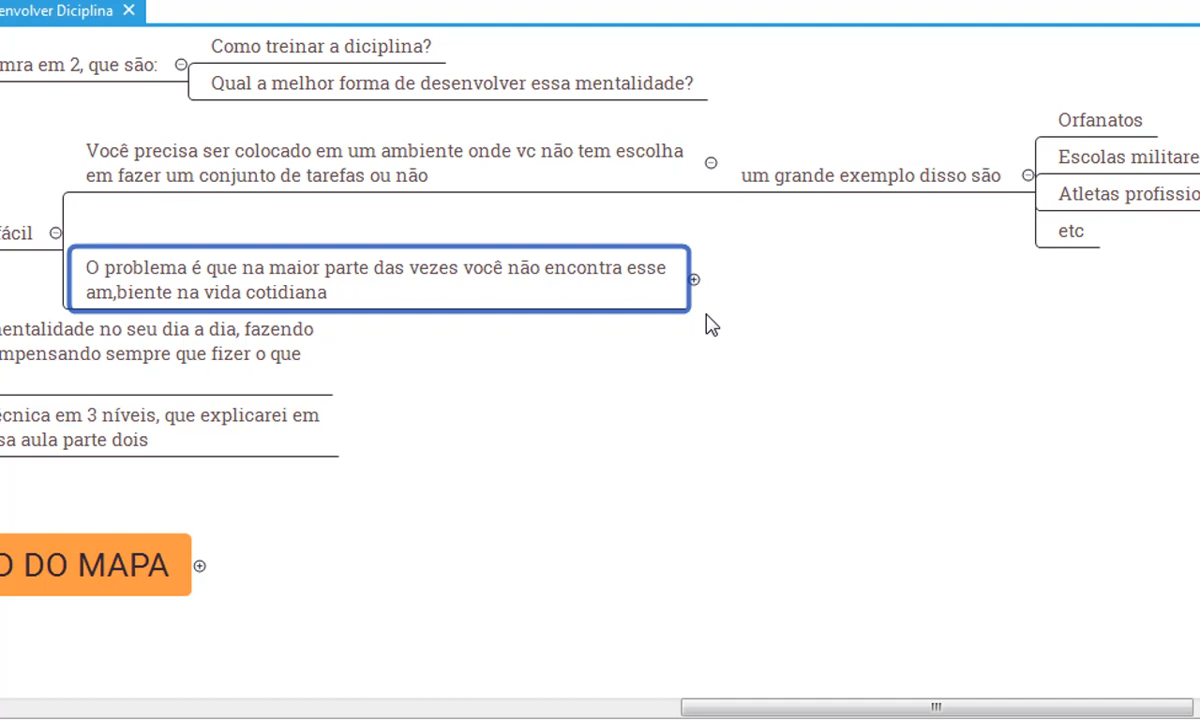 envolver Diciplina
mra em 2, que são:
Como treinar a diciplina?
Qual a melhor forma de desenvolver essa mentalidade?
Você precisa ser colocado em um ambiente onde vc não tem escolha
em fazer um conjunto de tarefas ou não
um grande exemplo disso são
Orfanatos
Escolas militare
Atletas profissio
etc
fácil
O problema é que na maior parte das vezes você não encontra esse
am,biente na vida cotidiana
mentalidade no seu dia a dia, fazendo
mpensando sempre que fizer o que
écnica em 3 níveis, que explicarei em
sa aula parte dois
O DO MAPA